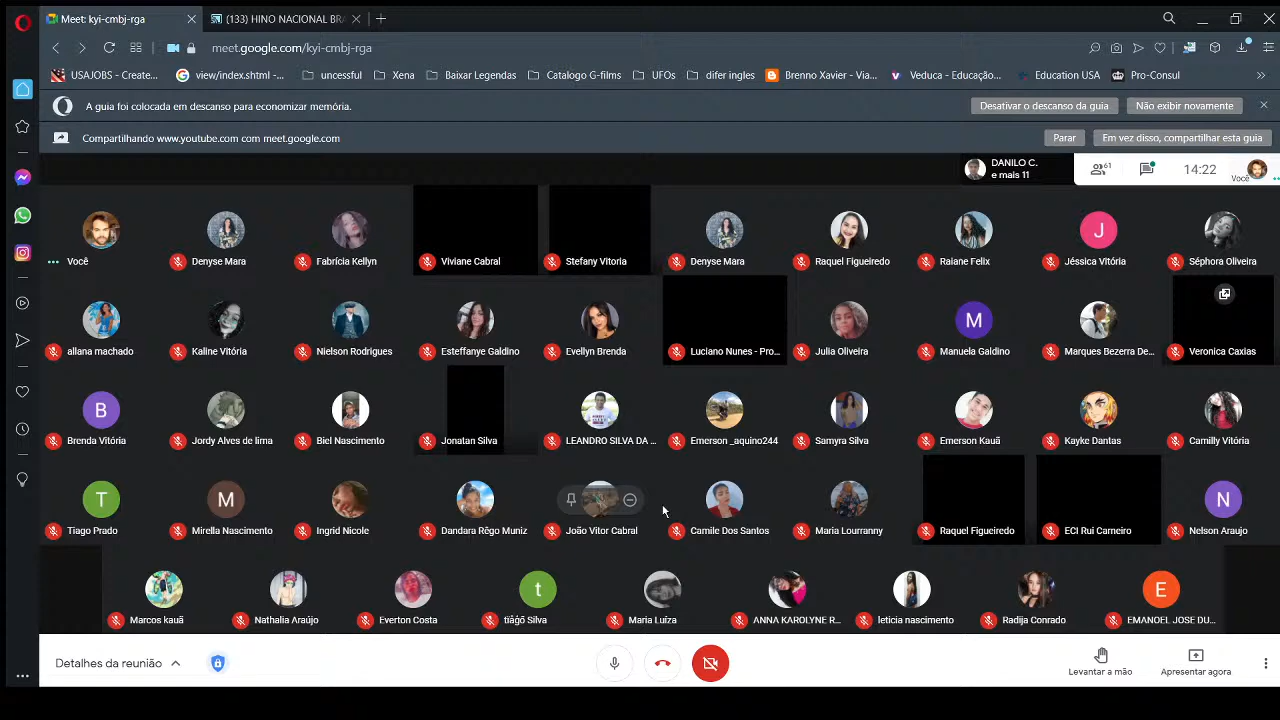 Meet: kyi-cmbj-rga
(133) HINO NACIONAL BRA
meet.google.com/kyi-cmbj-rga
USAJOBS - Create...
view/index.shtml -...
uncessful
Xena
Baixar Legendas
Catalogo G-films
UFOs
difer ingles
Brenno Xavier - Via...
Veduca - Educação...
Education USA
Pro-Consul
A guia foi colocada em descanso para economizar memória.
Desativar o descanso da guia
Não exibir novamente
Compartilhando www.youtube.com com meet.google.com
Parar
Em vez disso, compartilhar esta guia
DANILO C.
e mais 11
61
14:22
Você
Você
Denyse Mara
Fabrícia Kellyn
Viviane Cabral
Stefany Vitoria
Denyse Mara
Raquel Figueiredo
Raiane Felix
J
Jéssica Vitória
Séphora Oliveira
allana machado
Kaline Vitória
Nielson Rodrigues
Esteffanye Galdino
Evellyn Brenda
Luciano Nunes - Pro...
Julia Oliveira
M
Manuela Galdino
Marques Bezerra De...
Veronica Caxias
B
Brenda Vitória
Jordy Alves de lima
Biel Nascimento
Jonatan Silva
LEANDRO SILVA DA ...
Emerson _aquino244
Samyra Silva
Emerson Kauã
Kayke Dantas
Camilly Vitória
T
Tiago Prado
M
Mirella Nascimento
Ingrid Nicole
Dandara Rêgo Muniz
João Vitor Cabral
Camile Dos Santos
Maria Lourranny
Raquel Figueiredo
ECI Rui Carneiro
N
Nelson Araujo
Marcos kauã
Nathalia Araújo
Everton Costa
t
tiâgõ Silva
Maria Luíza
ANNA KAROLYNE R...
leticia nascimento
Radija Conrado
E
EMANOEL JOSE DU...
Detalhes da reunião
Levantar a mão
Apresentar agora